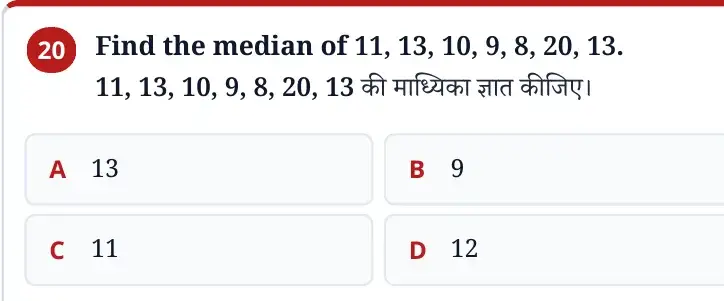 20 Find the median of 11, 13, 10, 9, 8, 20, 13.
11, 13, 10, 9, 8, 20, 13 की माध्यिका ज्ञात कीजिए।
A 13
B 9
C 11
D 12